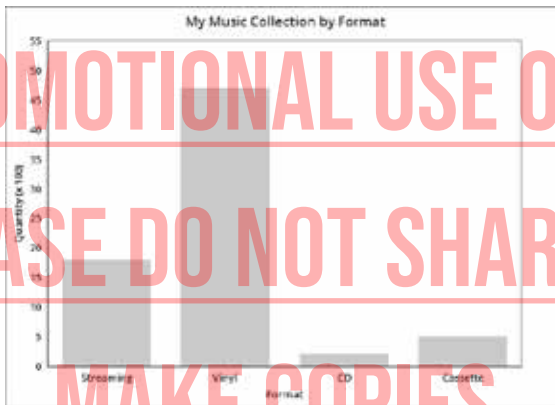 My Music Collection by Format
55
50
45
40
35
30
25
20
15
10
5
0
Quantity (x 100)
Streaming Vinyl CD Cassette
Format
OMOTIONAL USE O
ASE DO NOT SHAR
MAKE COPIES